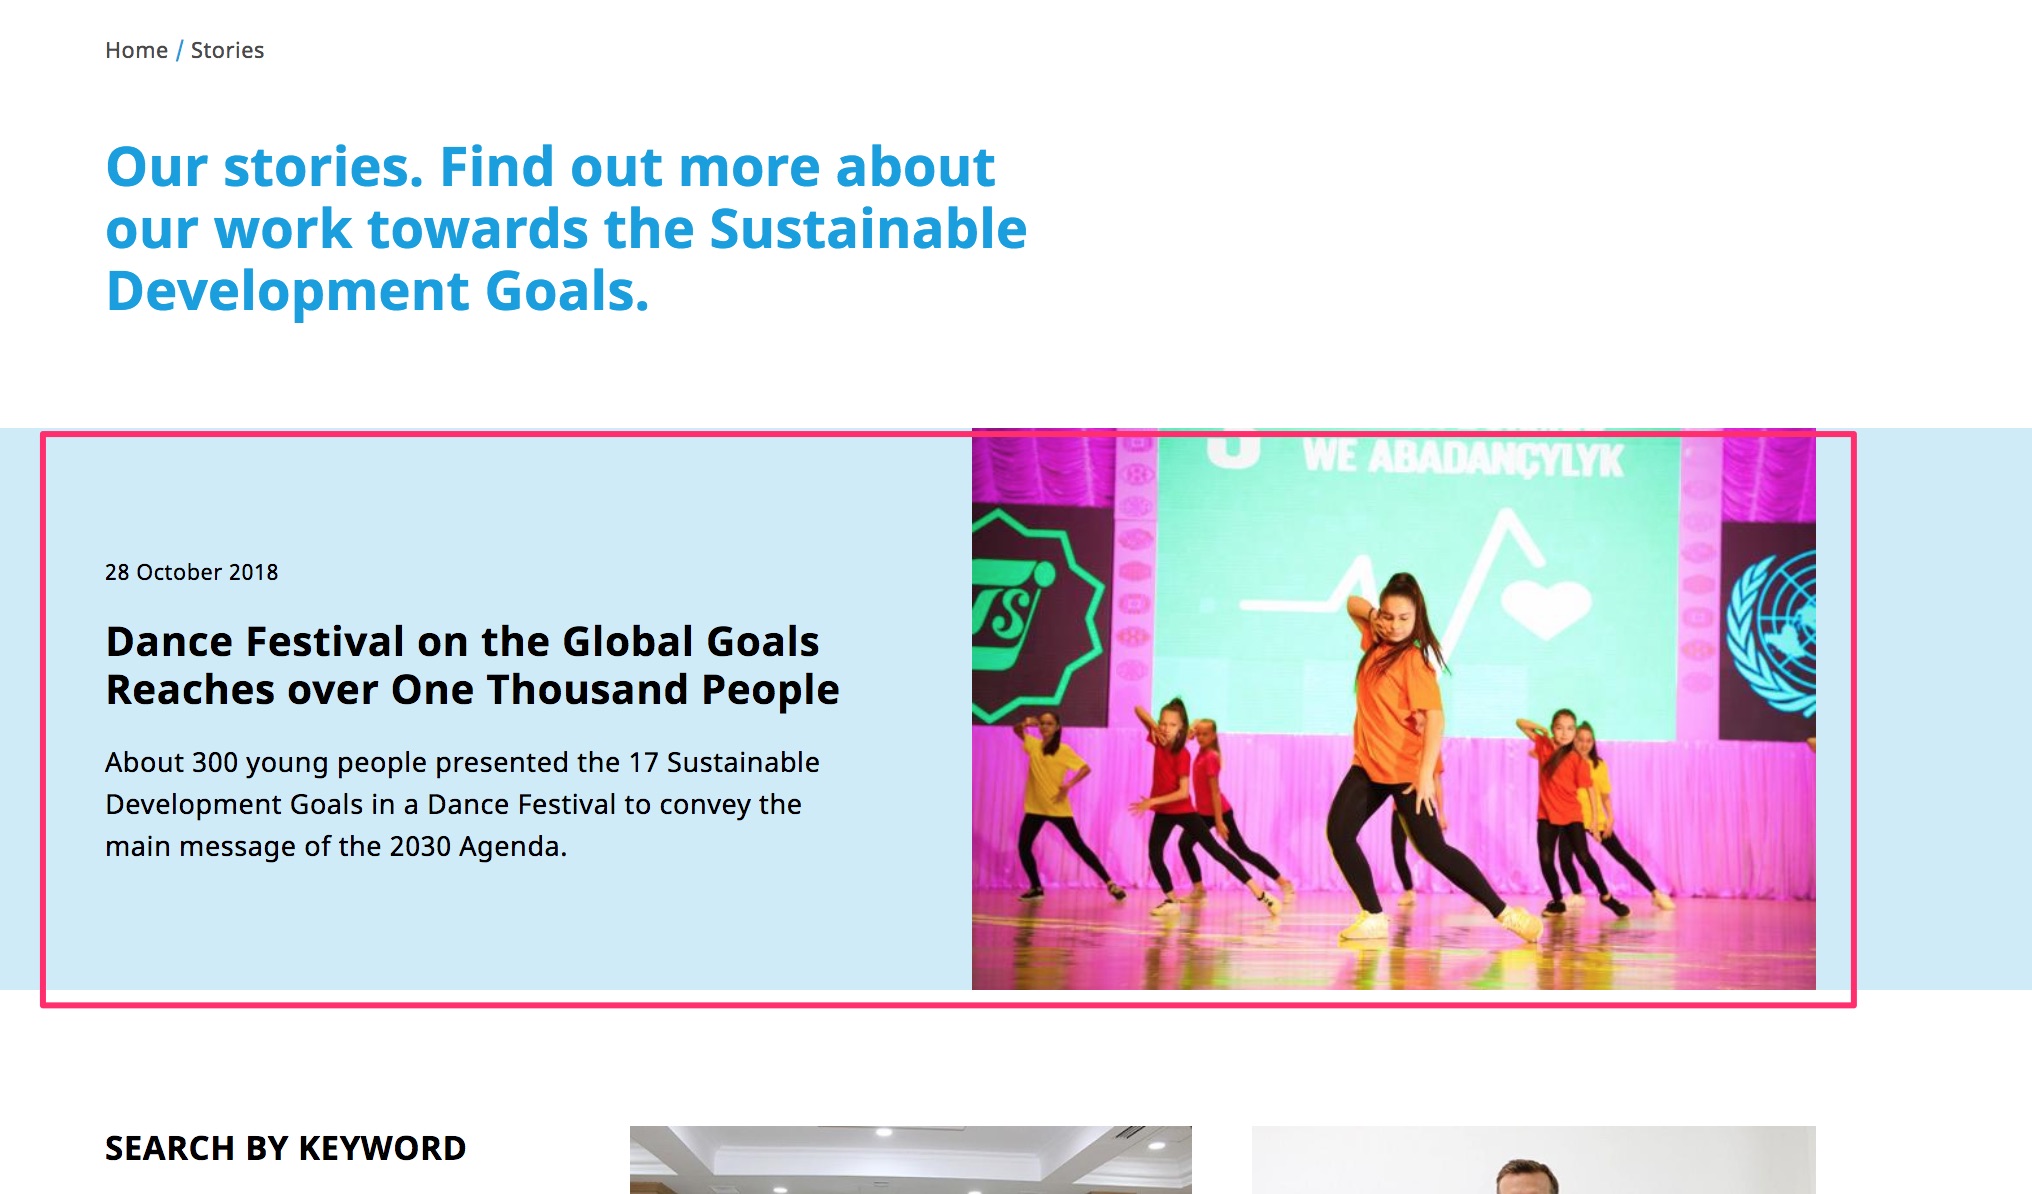 Home / Stories
Our stories. Find out more about
our work towards the Sustainable
Development Goals.
WE ABADANÇYLYK
28 October 2018
Dance Festival on the Global Goals
Reaches over One Thousand People
About 300 young people presented the 17 Sustainable
Development Goals in a Dance Festival to convey the
main message of the 2030 Agenda.
SEARCH BY KEYWORD